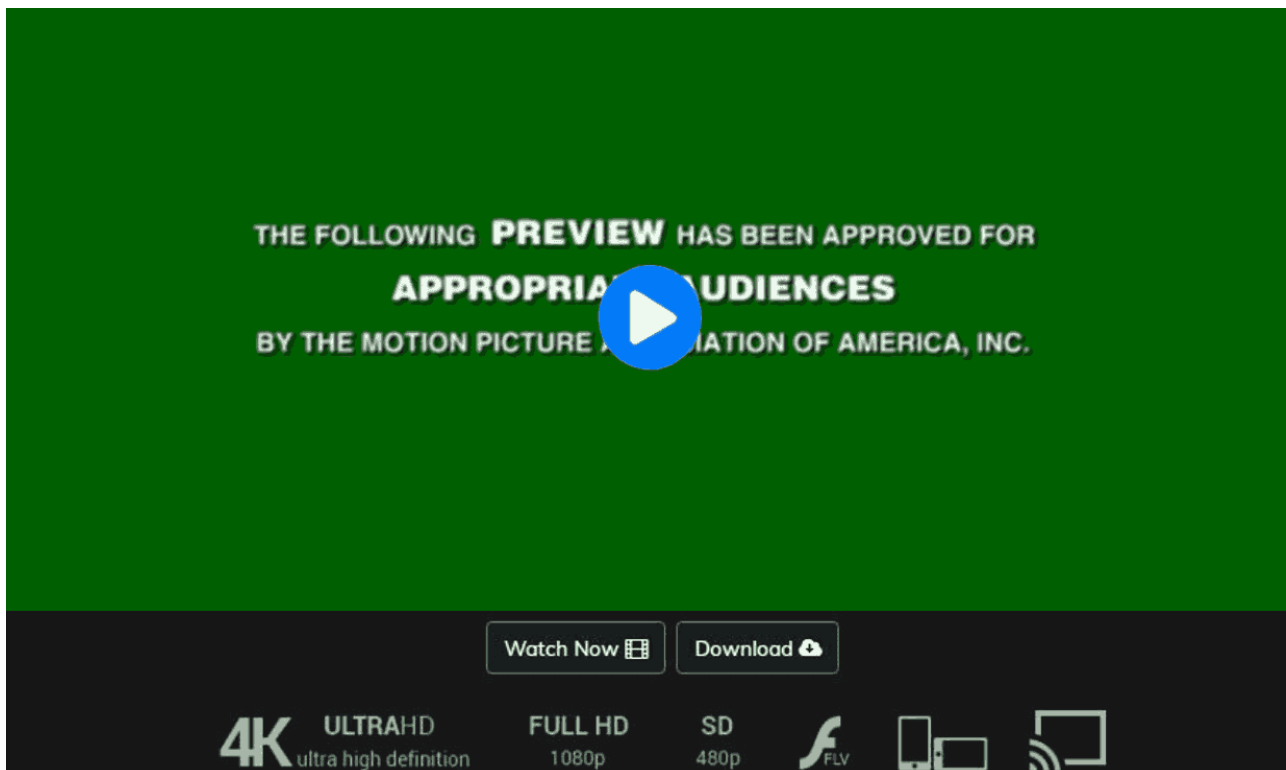 THE FOLLOWING PREVIEW HAS BEEN APPROVED FOR
AUDIENCES
BY THE MOTION PICTURE OF AMERICA, INC.
Watch Now Download
4K ULTRAHD FULL HD SD
ultra high definition 1080p 480p FLV